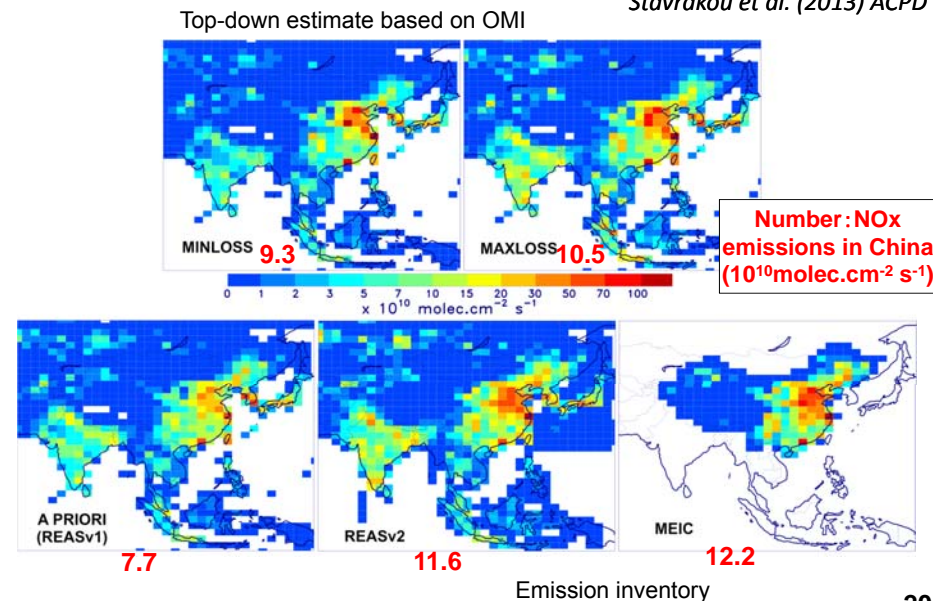 Stavrakou et al. (2013) ACPD
Top-down estimate based on OMI
MINLOSS 9.3
MAXLOSS 10.5
Number:NOx
emissions in China
(10¹⁰molec.cm⁻² s⁻¹)
0 1 2 3 5 7 10 15 20 30 50 70 100
x 10¹⁰ molec.cm⁻² s⁻¹
A PRIORI
(REASv1)
7.7
REASv2
11.6
MEIC
12.2
Emission inventory